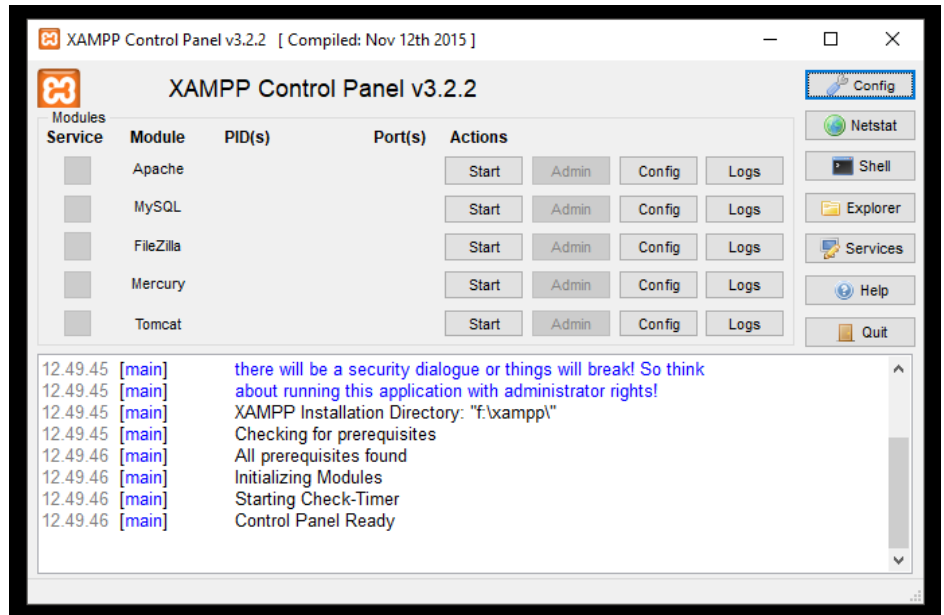 XAMPP Control Panel v3.2.2 [ Compiled: Nov 12th 2015 ]
XAMPP Control Panel v3.2.2
Config
Modules
Service Module PID(s) Port(s) Actions
Netstat
Apache Start Admin Config Logs
Shell
MySQL Start Admin Config Logs
Explorer
FileZilla Start Admin Config Logs
Services
Mercury Start Admin Config Logs
Help
Tomcat Start Admin Config Logs
Quit
12.49.45 [main] there will be a security dialogue or things will break! So think
12.49.45 [main] about running this application with administrator rights!
12.49.45 [main] XAMPP Installation Directory: "f:\xampp\"
12.49.45 [main] Checking for prerequisites
12.49.46 [main] All prerequisites found
12.49.46 [main] Initializing Modules
12.49.46 [main] Starting Check-Timer
12.49.46 [main] Control Panel Ready